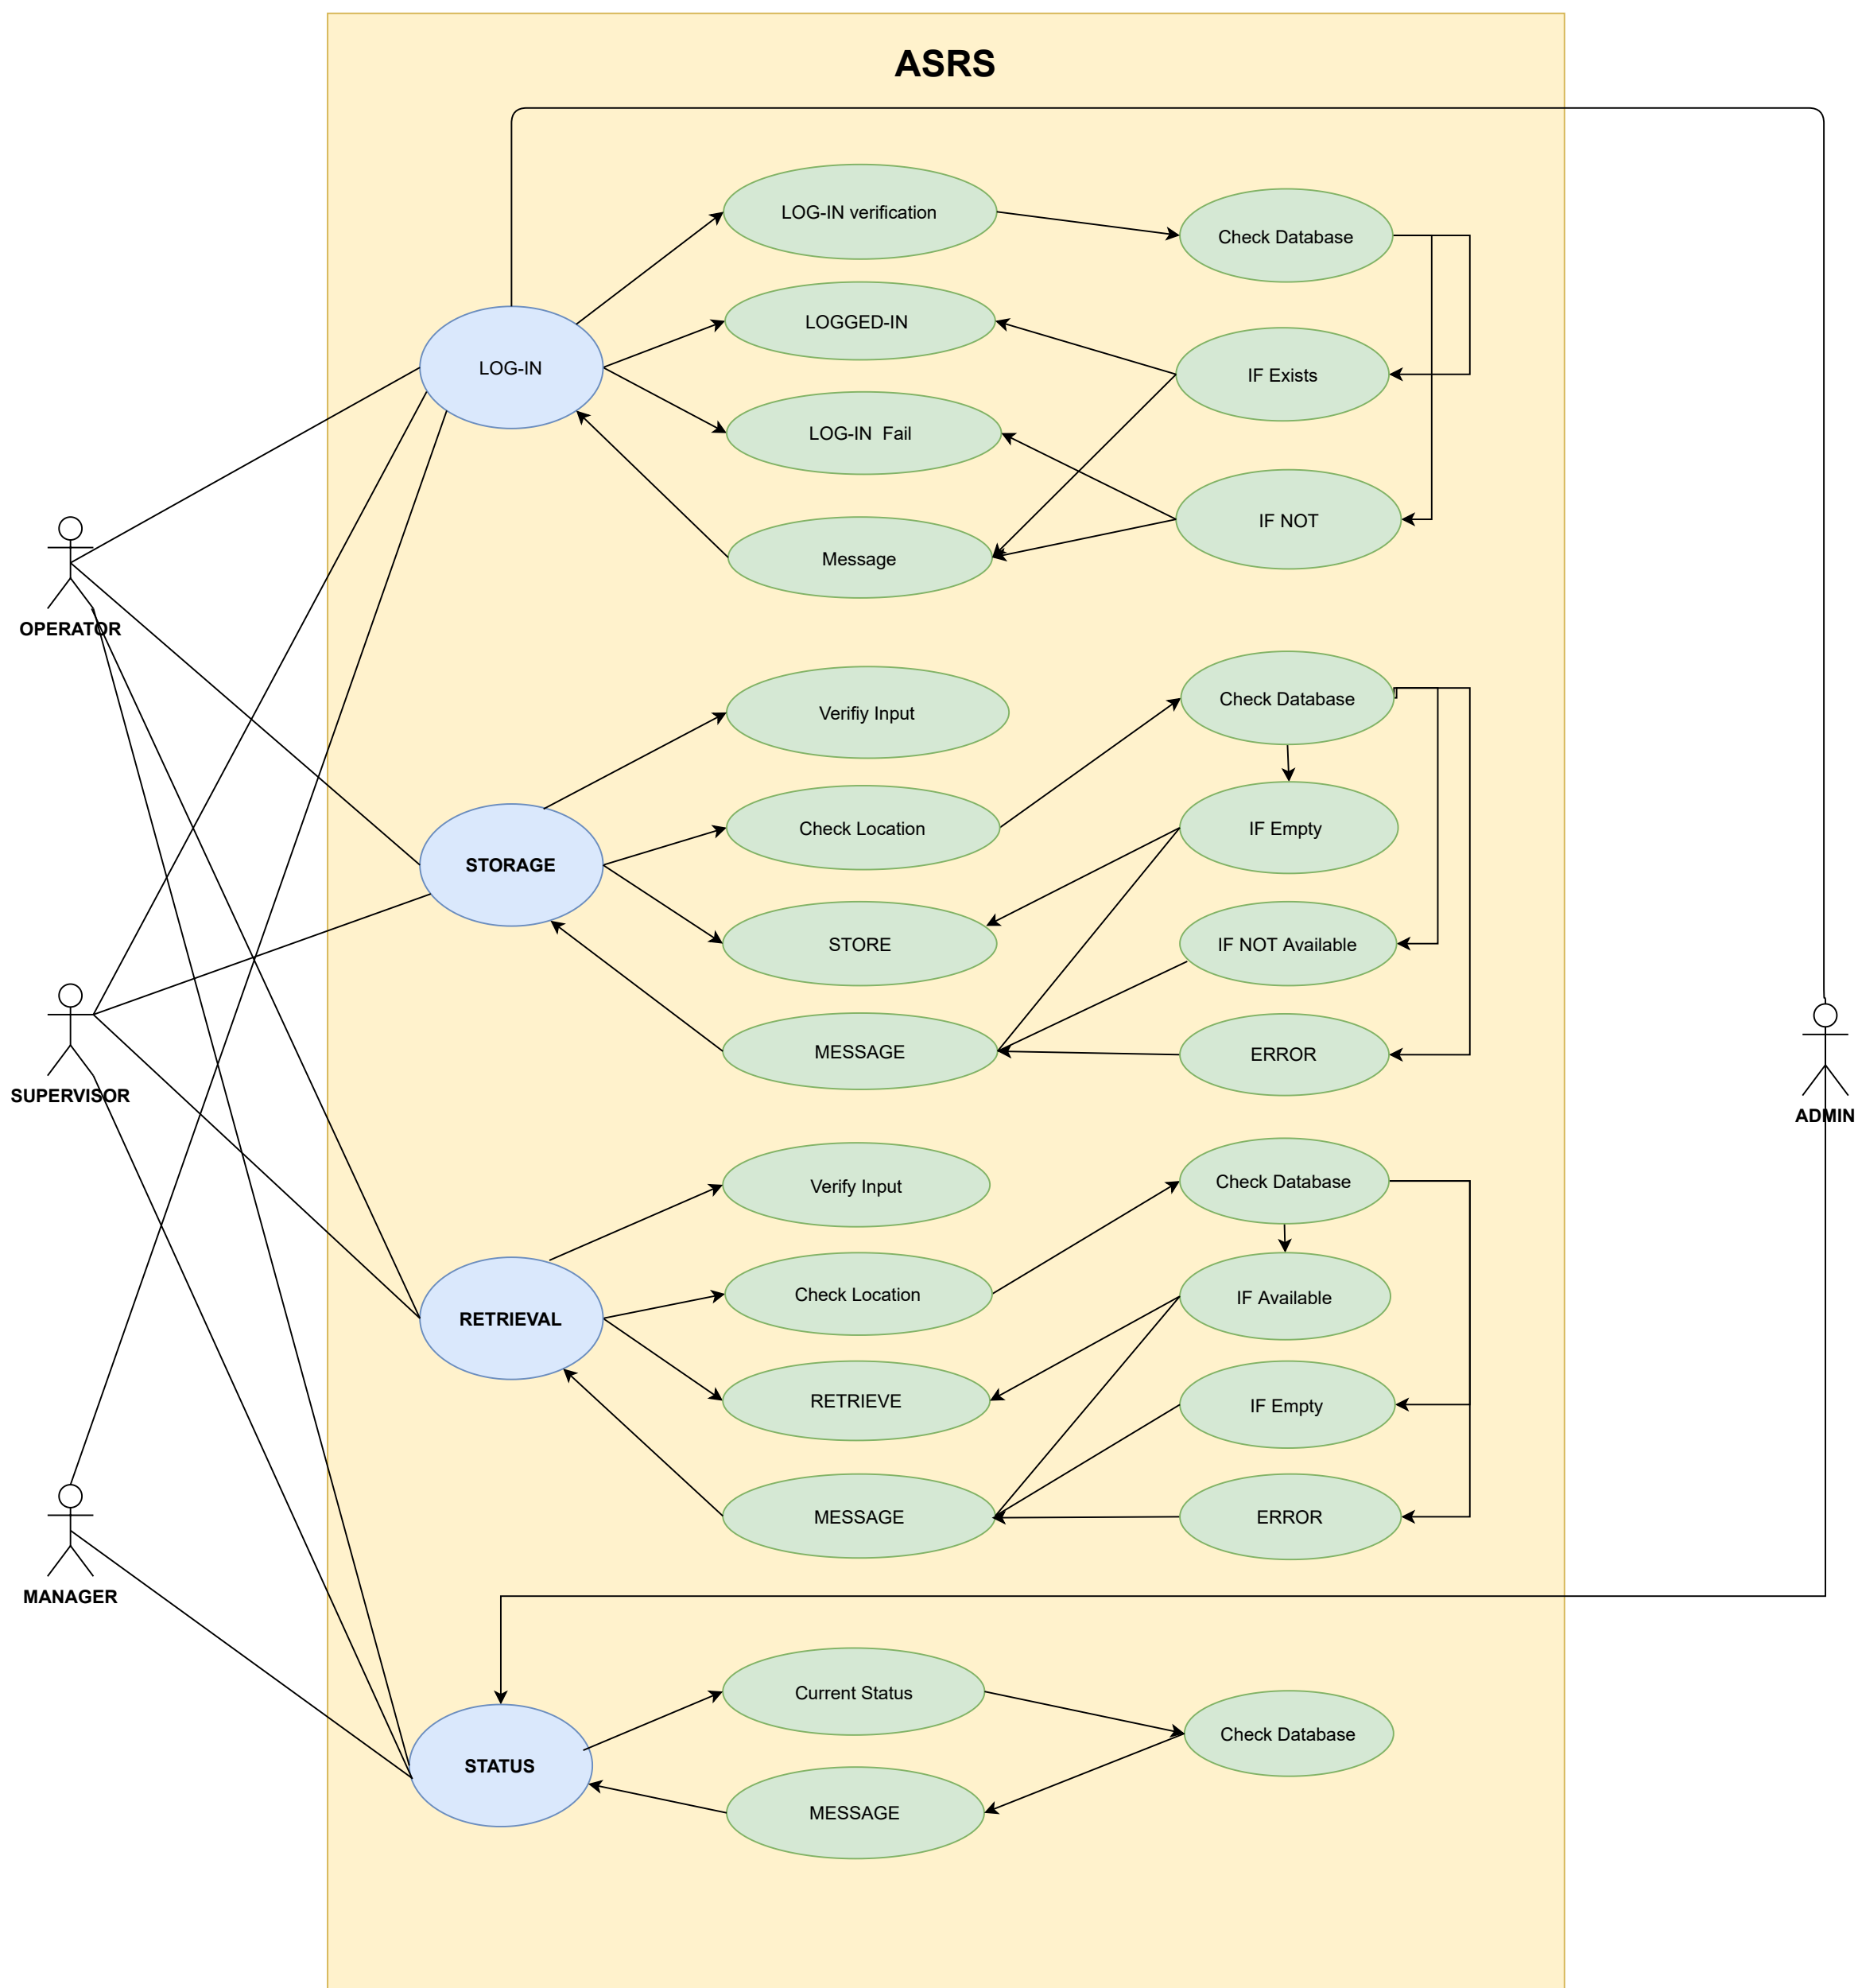 ASRS
LOG-IN verification
Check Database
LOGGED-IN
LOG-IN
IF Exists
LOG-IN  Fail
IF NOT
Message
OPERATOR
Verifiy Input
Check Database
Check Location
IF Empty
STORAGE
STORE
IF NOT Available
MESSAGE
ERROR
SUPERVISOR
ADMIN
Verify Input
Check Database
Check Location
IF Available
RETRIEVAL
RETRIEVE
IF Empty
MESSAGE
ERROR
MANAGER
Current Status
Check Database
STATUS
MESSAGE